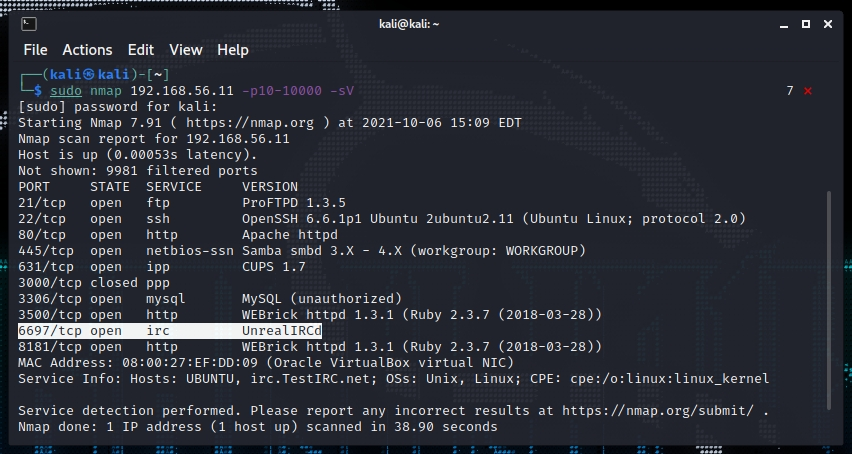 kali@kali: ~
File Actions Edit View Help
┌──(kali㉿kali)-[~]
└─$ sudo nmap 192.168.56.11 -p10-10000 -sV 7 ⨯
[sudo] password for kali:
Starting Nmap 7.91 ( https://nmap.org ) at 2021-10-06 15:09 EDT
Nmap scan report for 192.168.56.11
Host is up (0.00053s latency).
Not shown: 9981 filtered ports
PORT STATE SERVICE VERSION
21/tcp open ftp ProFTPD 1.3.5
22/tcp open ssh OpenSSH 6.6.1p1 Ubuntu 2ubuntu2.11 (Ubuntu Linux; protocol 2.0)
80/tcp open http Apache httpd
445/tcp open netbios-ssn Samba smbd 3.X - 4.X (workgroup: WORKGROUP)
631/tcp open ipp CUPS 1.7
3000/tcp closed ppp
3306/tcp open mysql MySQL (unauthorized)
3500/tcp open http WEBrick httpd 1.3.1 (Ruby 2.3.7 (2018-03-28))
6697/tcp open irc UnrealIRCd
8181/tcp open http WEBrick httpd 1.3.1 (Ruby 2.3.7 (2018-03-28))
MAC Address: 08:00:27:EF:DD:09 (Oracle VirtualBox virtual NIC)
Service Info: Hosts: UBUNTU, irc.TestIRC.net; OSs: Unix, Linux; CPE: cpe:/o:linux:linux_kernel
Service detection performed. Please report any incorrect results at https://nmap.org/submit/ .
Nmap done: 1 IP address (1 host up) scanned in 38.90 seconds